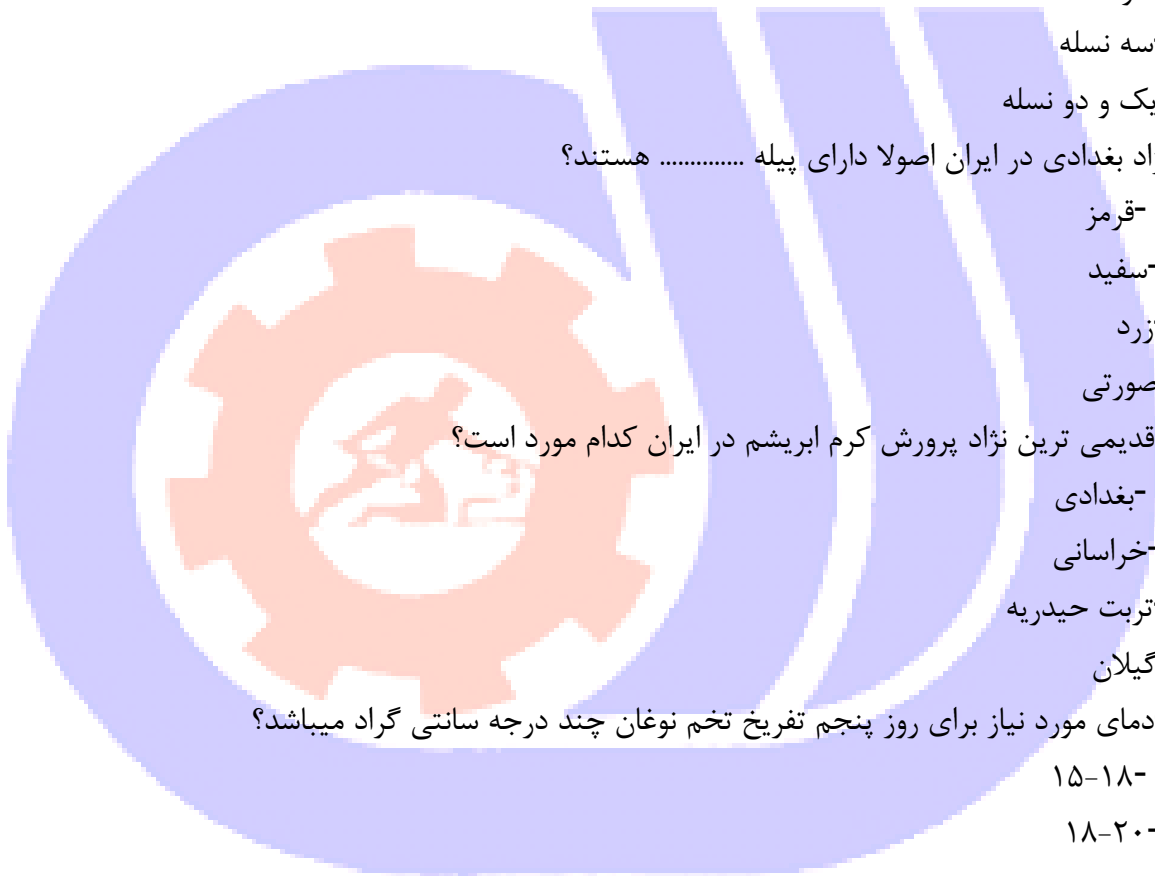 سه نسله
یک و دو نسله
اد بغدادی در ایران اصولا دارای پیله .............. هستند؟
-قرمز
-سفید
زرد
صورتی
قدیمی ترین نژاد پرورش کرم ابریشم در ایران کدام مورد است؟
-بغدادی
-خراسانی
تربت حیدریه
گیلان
دمای مورد نیاز برای روز پنجم تفریخ تخم نوغان چند درجه سانتی گراد میباشد؟
-۱۵-۱۸
-۱۸-۲۰